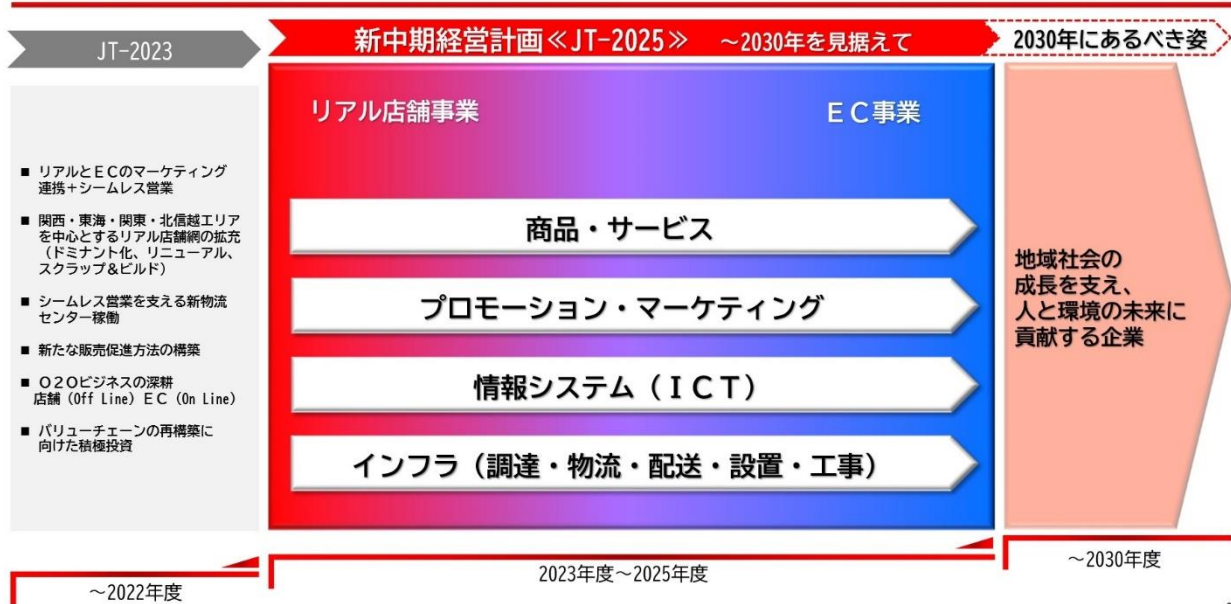 JT-2023
新中期経営計画≪JT-2025≫ ～2030年を見据えて
2030年にあるべき姿
■ リアルとＥＣのマーケティング
連携＋シームレス営業
■ 関西・東海・関東・北信越エリア
を中心とするリアル店舗網の拡充
（ドミナント化、リニューアル、
スクラップ&ビルド）
■ シームレス営業を支える新物流
センター稼働
■ 新たな販売促進方法の構築
■ Ｏ２Ｏビジネスの深耕
店舗（Off Line）ＥＣ（On Line）
■ バリューチェーンの再構築に
向けた積極投資
リアル店舗事業
ＥＣ事業
商品・サービス
プロモーション・マーケティング
情報システム（ＩＣＴ）
インフラ（調達・物流・配送・設置・工事）
地域社会の
成長を支え、
人と環境の未来に
貢献する企業
～2022年度
2023年度～2025年度
～2030年度